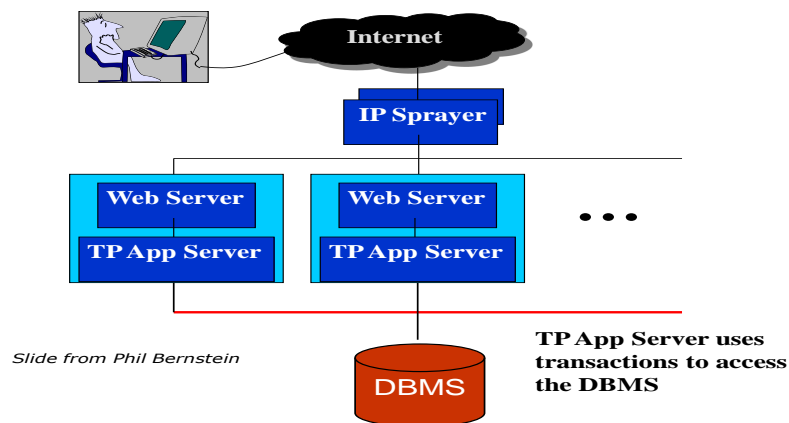 Internet
IP Sprayer
Web Server
Web Server
TP App Server
TP App Server
• • •
TP App Server uses
transactions to access
the DBMS
Slide from Phil Bernstein
DBMS